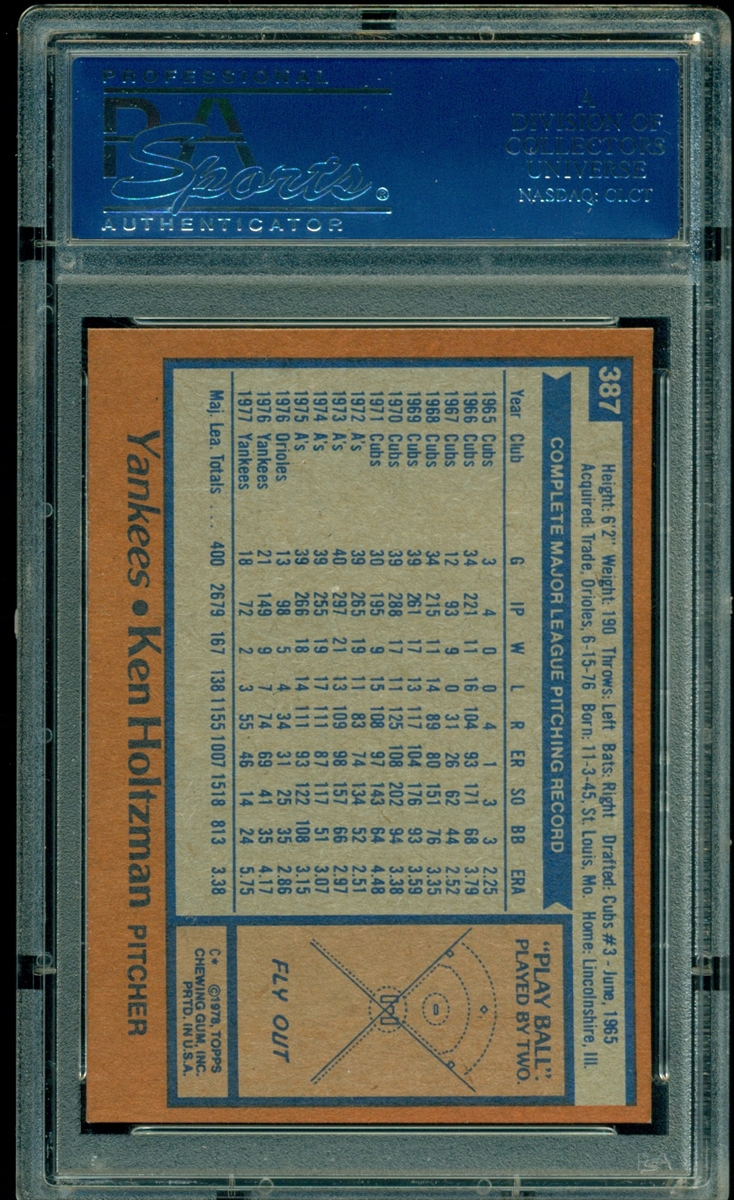 PROFESSIONAL
PSA
Sports®
AUTHENTICATOR
A
DIVISION OF
COLLECTORS
UNIVERSE
NASDAQ: CLCT
387
Height: 6'2" Weight: 190 Throws: Left Bats: Right Drafted: Cubs #3 - June, 1965
Acquired: Trade, Orioles, 6-15-76 Born: 11-3-45, St. Louis, Mo. Home: Lincolnshire, Ill.
COMPLETE MAJOR LEAGUE PITCHING RECORD
Year Club G IP W L R ER SO BB ERA
1965 Cubs 3 4 0 0 4 1 3 3 2.25
1966 Cubs 34 221 11 16 104 93 171 68 3.79
1967 Cubs 12 93 9 0 31 26 62 44 2.52
1968 Cubs 34 215 11 14 89 80 151 76 3.35
1969 Cubs 39 261 17 13 117 104 176 93 3.59
1970 Cubs 39 288 17 11 125 108 202 94 3.38
1971 Cubs 30 195 9 15 108 97 143 64 4.48
1972 A's 39 265 19 11 83 74 134 52 2.51
1973 A's 40 297 21 13 109 98 157 66 2.97
1974 A's 39 255 19 17 111 87 117 51 3.07
1975 A's 39 266 18 14 111 93 122 108 3.15
1976 Orioles 13 98 5 4 34 31 25 35 2.86
1976 Yankees 21 149 9 7 74 69 41 35 4.17
1977 Yankees 18 72 2 3 55 46 14 24 5.75
Maj. Lea. Totals . . . 400 2679 167 138 1155 1007 1518 813 3.38
"PLAY BALL":
PLAYED BY TWO.
FLY OUT
C* ©1978, TOPPS
CHEWING GUM, INC.
PRTD. IN U.S.A.
Yankees • Ken Holtzman PITCHER
PSA